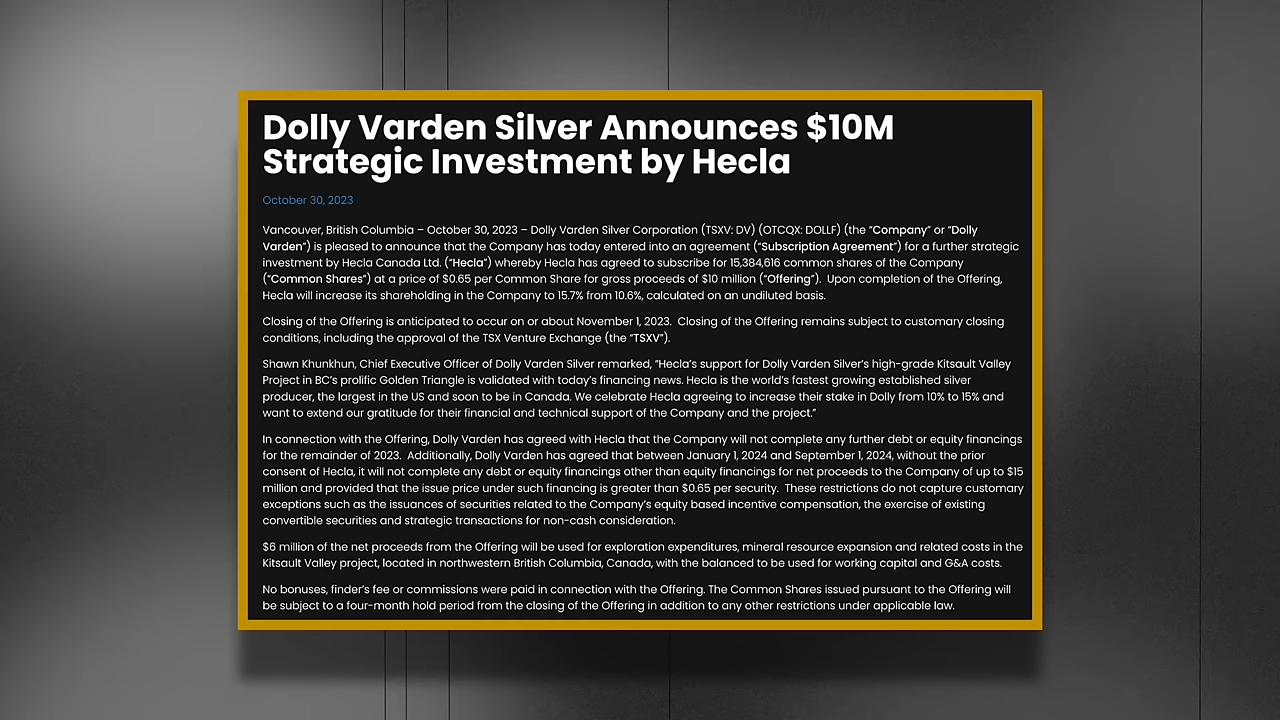 Dolly Varden Silver Announces $10M
Strategic Investment by Hecla
October 30, 2023
Vancouver, British Columbia – October 30, 2023 – Dolly Varden Silver Corporation (TSXV: DV) (OTCQX: DOLLF) (the “Company” or “Dolly
Varden”) is pleased to announce that the Company has today entered into an agreement (“Subscription Agreement”) for a further strategic
investment by Hecla Canada Ltd. (“Hecla”) whereby Hecla has agreed to subscribe for 15,384,616 common shares of the Company
(“Common Shares”) at a price of $0.65 per Common Share for gross proceeds of $10 million (“Offering”).  Upon completion of the Offering,
Hecla will increase its shareholding in the Company to 15.7% from 10.6%, calculated on an undiluted basis.
Closing of the Offering is anticipated to occur on or about November 1, 2023.  Closing of the Offering remains subject to customary closing
conditions, including the approval of the TSX Venture Exchange (the “TSXV”).
Shawn Khunkhun, Chief Executive Officer of Dolly Varden Silver remarked, “Hecla’s support for Dolly Varden Silver’s high-grade Kitsault Valley
Project in BC’s prolific Golden Triangle is validated with today’s financing news. Hecla is the world’s fastest growing established silver
producer, the largest in the US and soon to be in Canada. We celebrate Hecla agreeing to increase their stake in Dolly from 10% to 15% and
want to extend our gratitude for their financial and technical support of the Company and the project.”
In connection with the Offering, Dolly Varden has agreed with Hecla that the Company will not complete any further debt or equity financings
for the remainder of 2023.  Additionally, Dolly Varden has agreed that between January 1, 2024 and September 1, 2024, without the prior
consent of Hecla, it will not complete any debt or equity financings other than equity financings for net proceeds to the Company of up to $15
million and provided that the issue price under such financing is greater than $0.65 per security.  These restrictions do not capture customary
exceptions such as the issuances of securities related to the Company’s equity based incentive compensation, the exercise of existing
convertible securities and strategic transactions for non-cash consideration.
$6 million of the net proceeds from the Offering will be used for exploration expenditures, mineral resource expansion and related costs in the
Kitsault Valley project, located in northwestern British Columbia, Canada, with the balanced to be used for working capital and G&A costs.
No bonuses, finder’s fee or commissions were paid in connection with the Offering. The Common Shares issued pursuant to the Offering will
be subject to a four-month hold period from the closing of the Offering in addition to any other restrictions under applicable law.